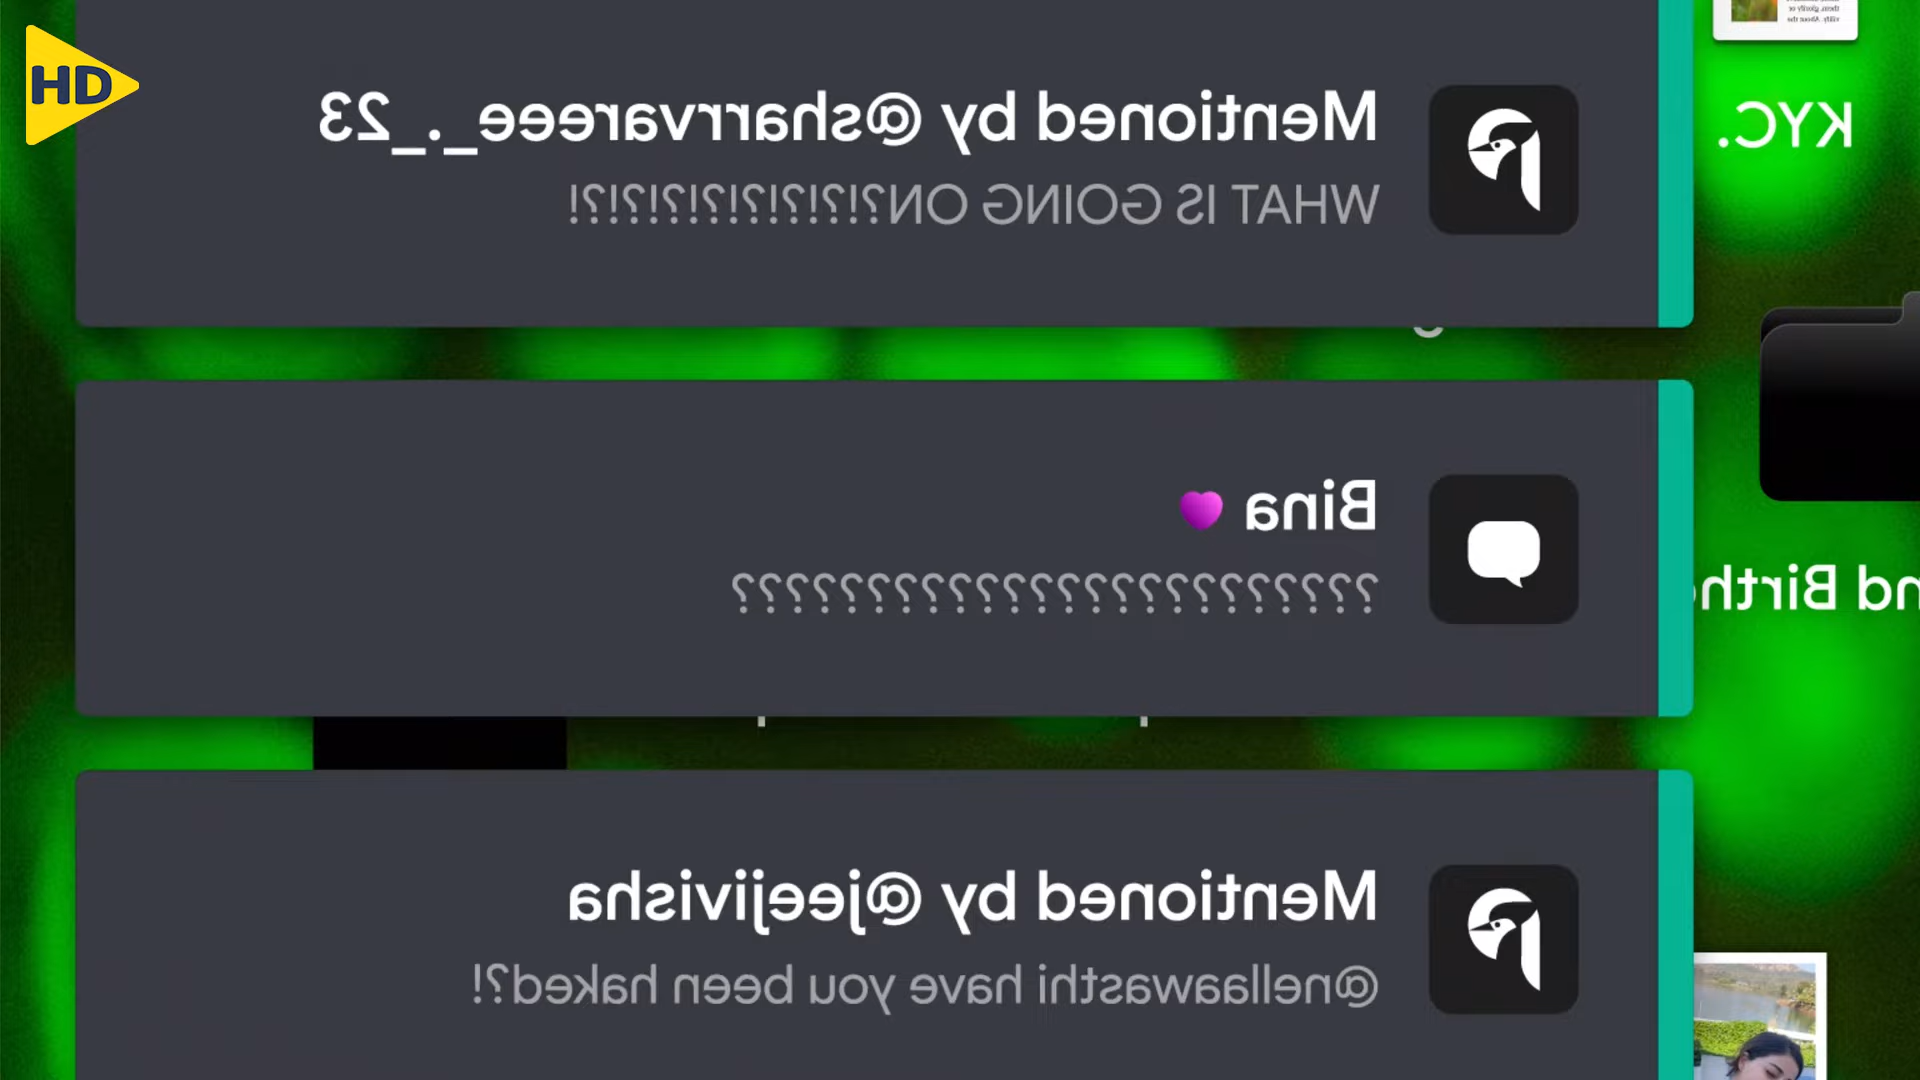 HD
Mentioned by @sharrvareee_._23
WHAT IS GOING ON?!?!?!?!?!?!?!?!
KYC.
Bina
????????????????????????
nd Birth
Mentioned by @jeejivisha
@nellaawasthi have you been haked?!